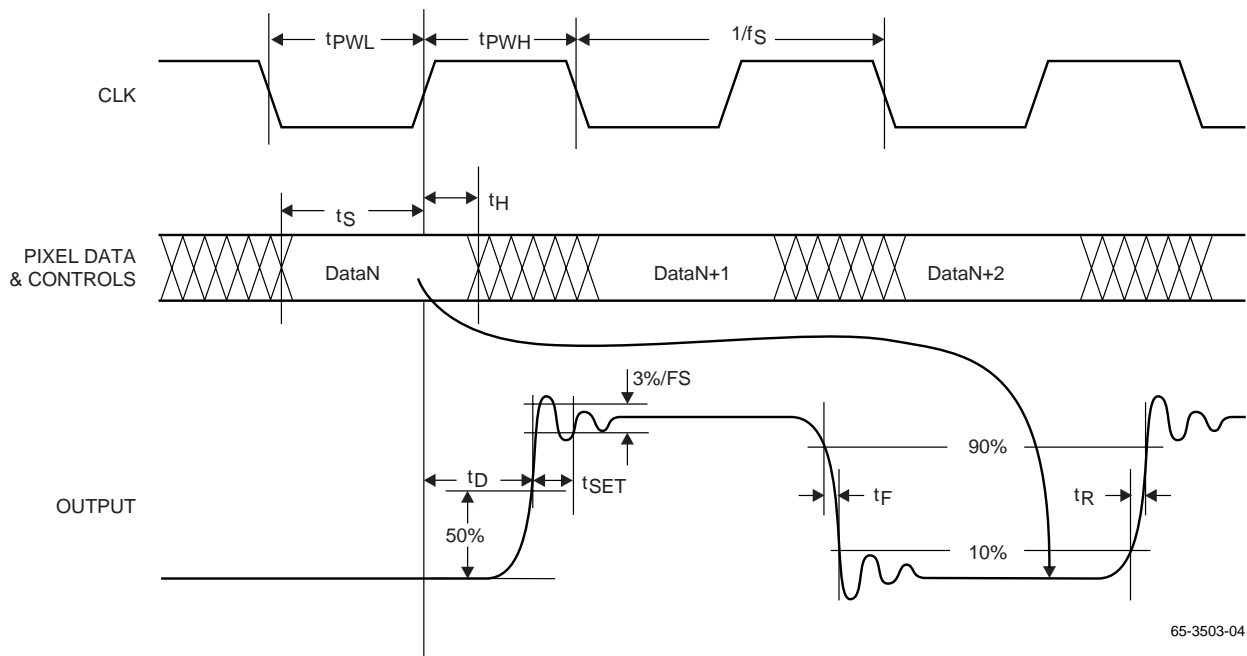 tPWL
tPWH
1/fS
CLK
tS
tH
PIXEL DATA
& CONTROLS
DataN
DataN+1
DataN+2
3%/FS
90%
tD
tSET
tF
tR
OUTPUT
50%
10%
65-3503-04